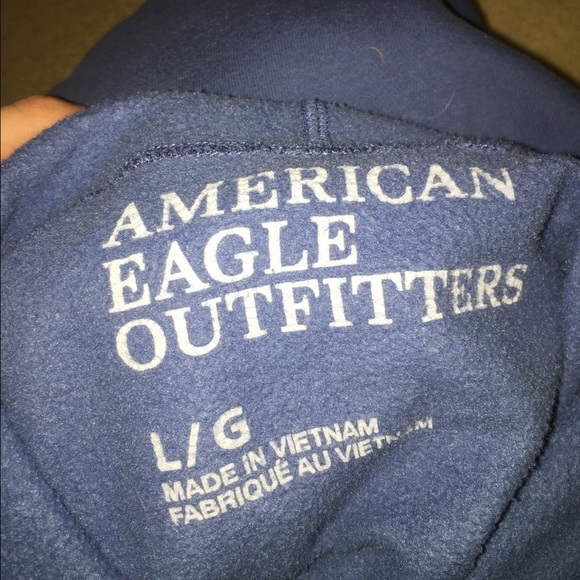 AMERICAN
EAGLE
OUTFITTERS
L/G
MADE IN VIETNAM
FABRIQUÉ AU VIETNAM